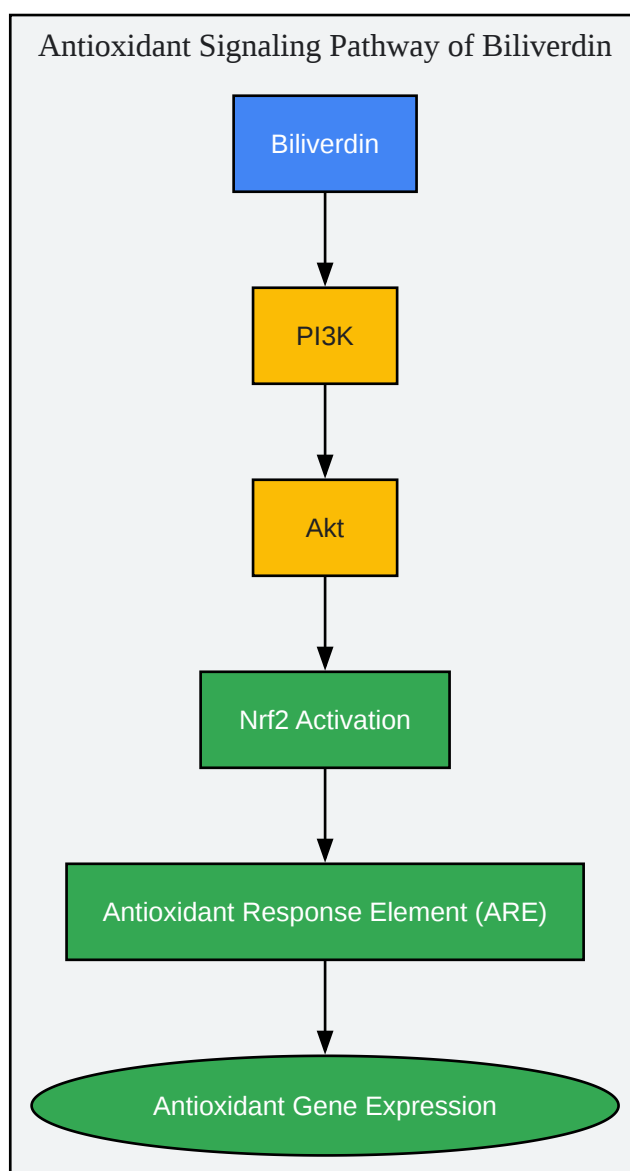 Antioxidant Signaling Pathway of Biliverdin
Biliverdin
PI3K
Akt
Nrf2 Activation
Antioxidant Response Element (ARE)
Antioxidant Gene Expression